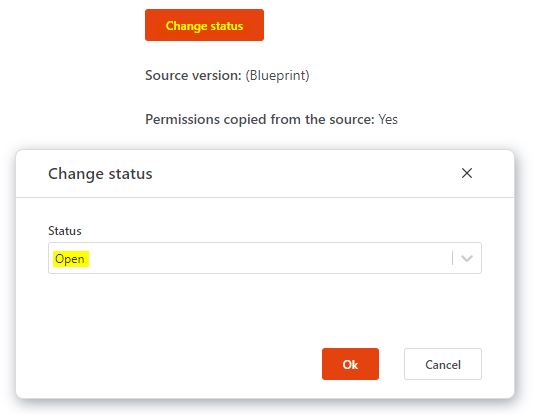 Change status
Source version: (Blueprint)
Permissions copied from the source: Yes
Change status
Status
Open
Ok
Cancel